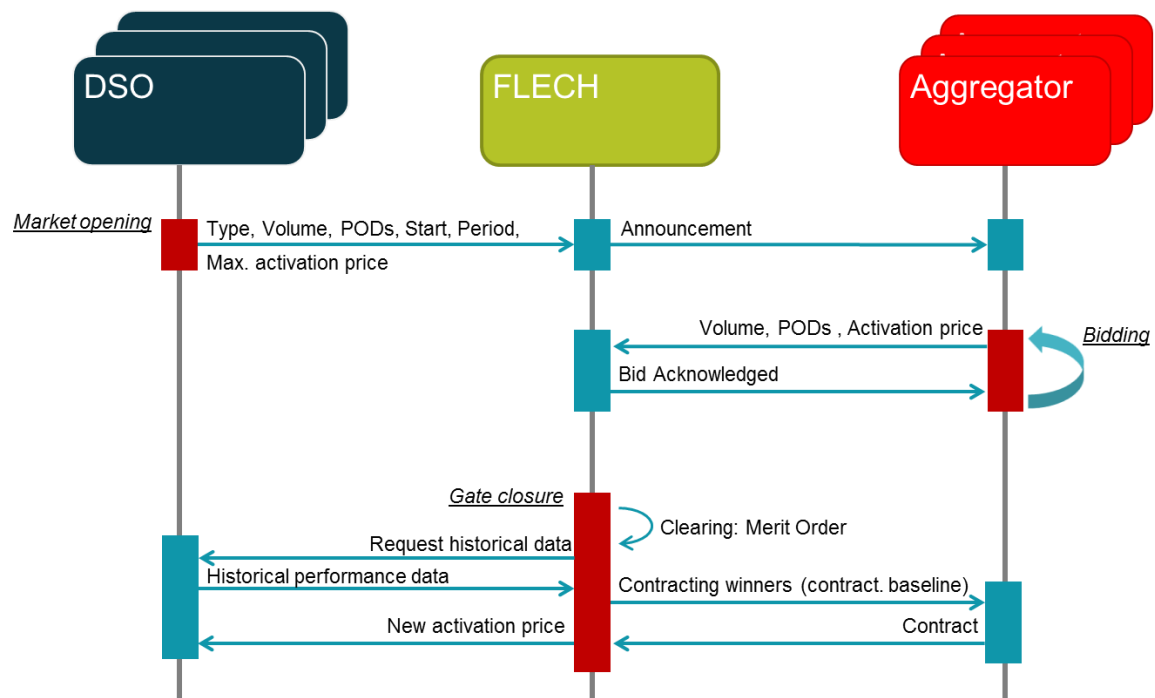 DSO
FLECH
Aggregator
Market opening
Type, Volume, PODs, Start, Period,
Max. activation price
Announcement
Volume, PODs , Activation price
Bidding
Bid Acknowledged
Gate closure
Clearing: Merit Order
Request historical data
Historical performance data
Contracting winners (contract. baseline)
New activation price
Contract